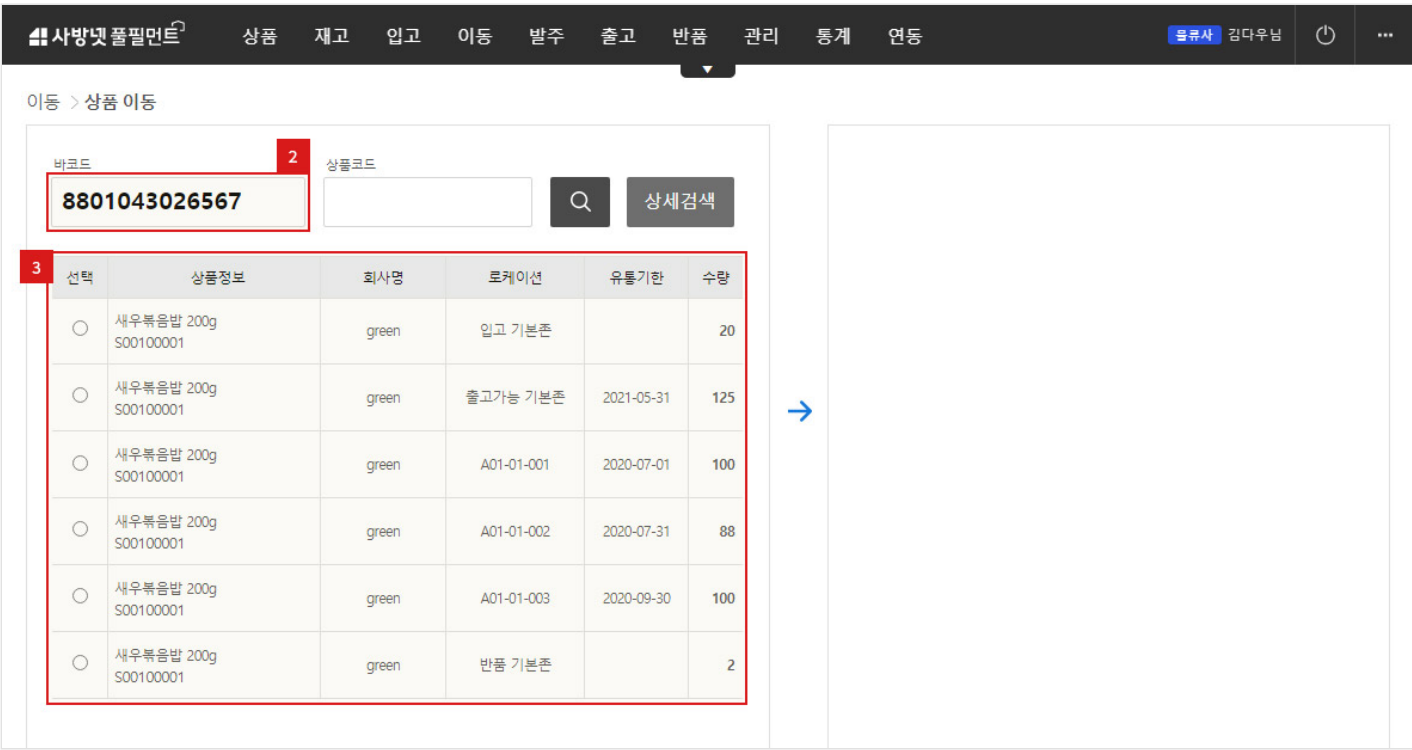 사방넷풀필먼트 상품 재고 입고 이동 발주 출고 반품 관리 통계 연동 물류사 김다우님
이동 > 상품 이동
바코드 2 상품코드
8801043026567 상세검색
3
선택 상품정보 회사명 로케이션 유통기한 수량
새우볶음밥 200g
S00100001 green 입고 기본존 20
새우볶음밥 200g
S00100001 green 출고가능 기본존 2021-05-31 125
새우볶음밥 200g
S00100001 green A01-01-001 2020-07-01 100
새우볶음밥 200g
S00100001 green A01-01-002 2020-07-31 88
새우볶음밥 200g
S00100001 green A01-01-003 2020-09-30 100
새우볶음밥 200g
S00100001 green 반품 기본존 2